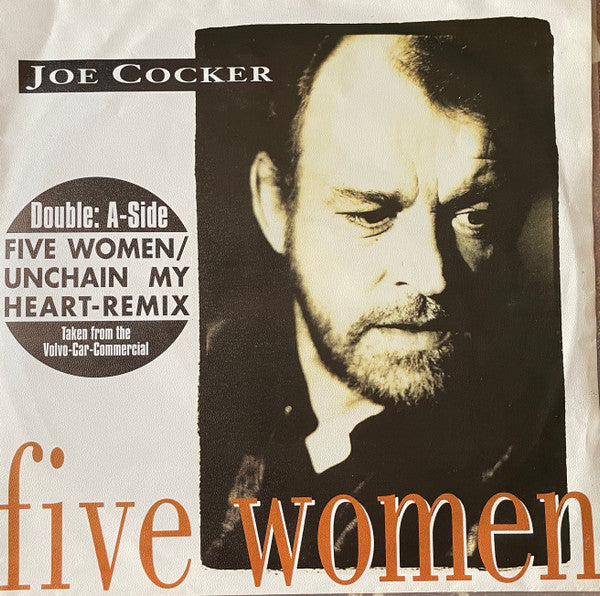 JOE COCKER
Double: A-Side
FIVE WOMEN/
UNCHAIN MY
HEART-REMIX
Taken from the
Volvo-Car-Commercial
five women